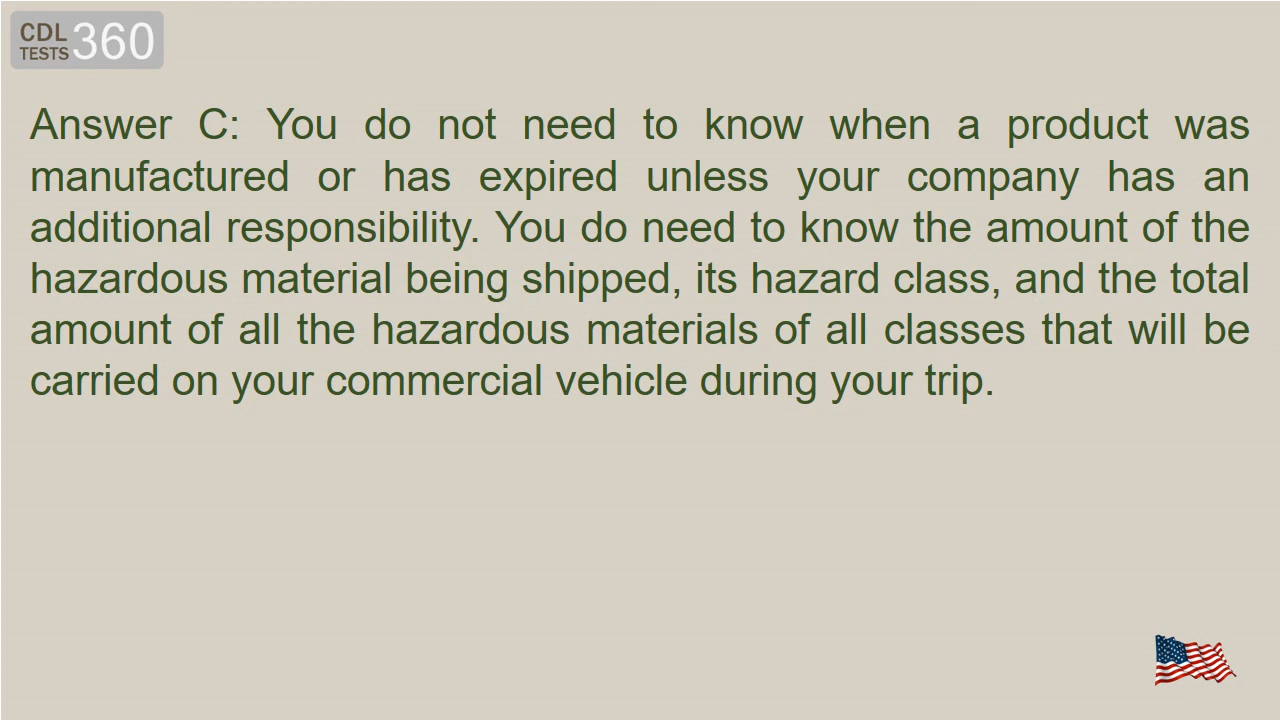 CDL
TESTS 360
Answer C: You do not need to know when a product was
manufactured or has expired unless your company has an
additional responsibility. You do need to know the amount of the
hazardous material being shipped, its hazard class, and the total
amount of all the hazardous materials of all classes that will be
carried on your commercial vehicle during your trip.